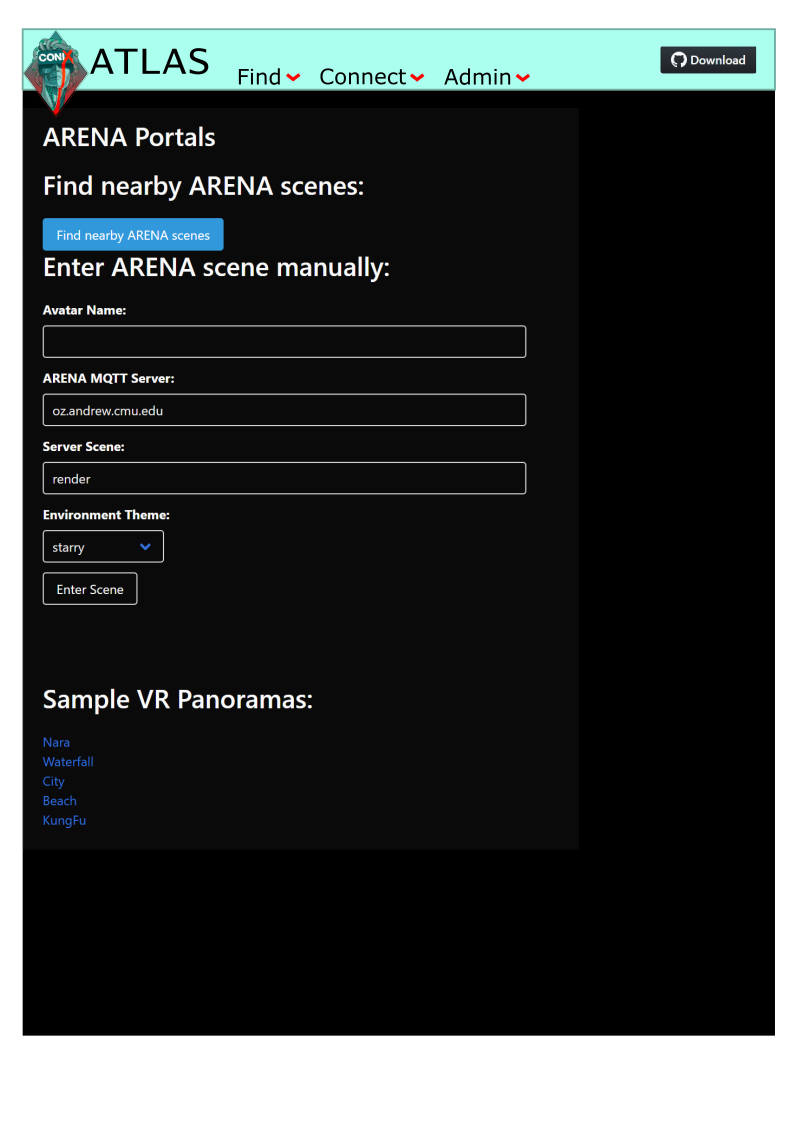 CONIX
ATLAS
Find Connect Admin
Download
ARENA Portals
Find nearby ARENA scenes:
Find nearby ARENA scenes
Enter ARENA scene manually:
Avatar Name:
ARENA MQTT Server:
oz.andrew.cmu.edu
Server Scene:
render
Environment Theme:
starry
Enter Scene
Sample VR Panoramas:
Nara
Waterfall
City
Beach
KungFu